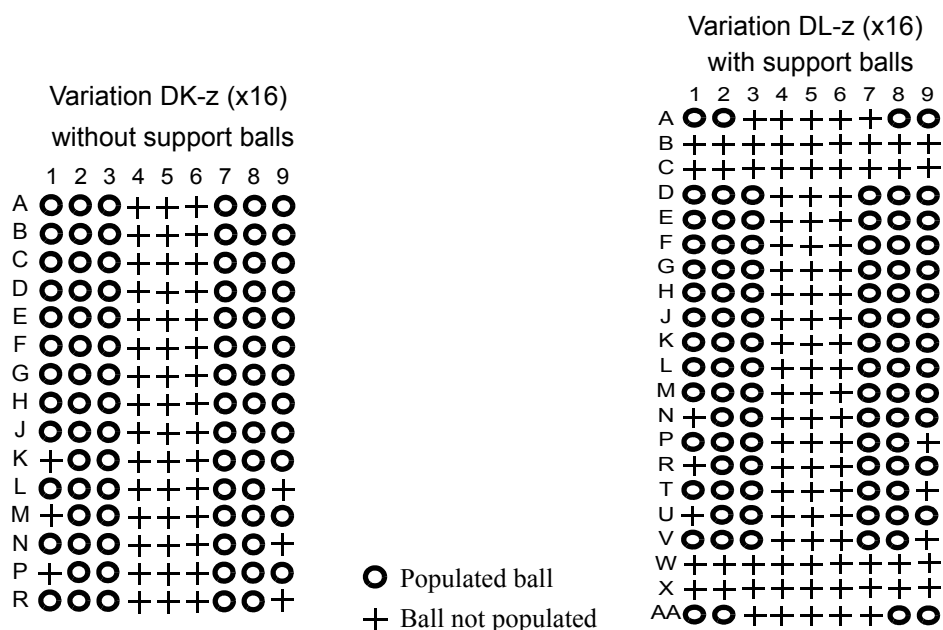 Variation DK-z (x16)
without support balls
1 2 3 4 5 6 7 8 9
A
B
C
D
E
F
G
H
J
K
L
M
N
P
R
Populated ball
Ball not populated
Variation DL-z (x16)
with support balls
1 2 3 4 5 6 7 8 9
A
B
C
D
E
F
G
H
J
K
L
M
N
P
R
T
U
V
W
X
AA